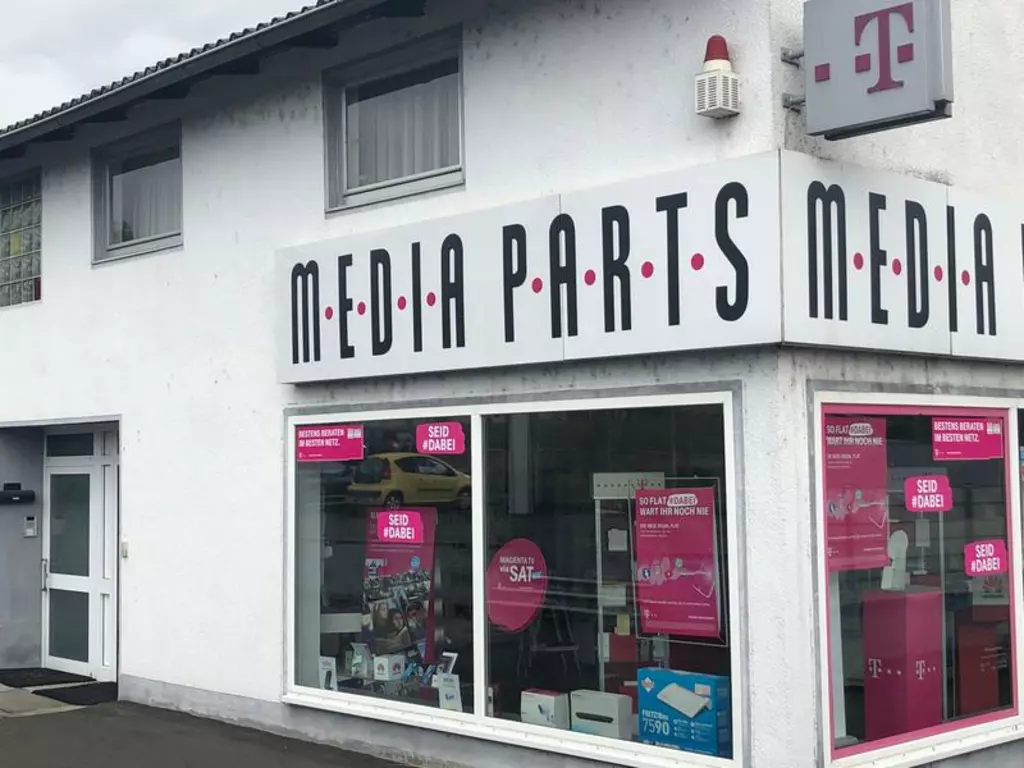 T
M.E.D.I.A P.A.R.T.S
M.E.D.I.A
BESTENS BERATEN
IM BESTEN NETZ.
SEID
#DABEI
SEID
#DABEI
MAGENTA TV
via SAT
SO FLAT #DABEI
WART IHR NOCH NIE
FRITZ!Box
7590
SO FLAT #DABEI
WART IHR NOCH NIE
BESTENS BERATEN
IM BESTEN NETZ.
SEID
#DABEI
SEID
#DABEI
T
T